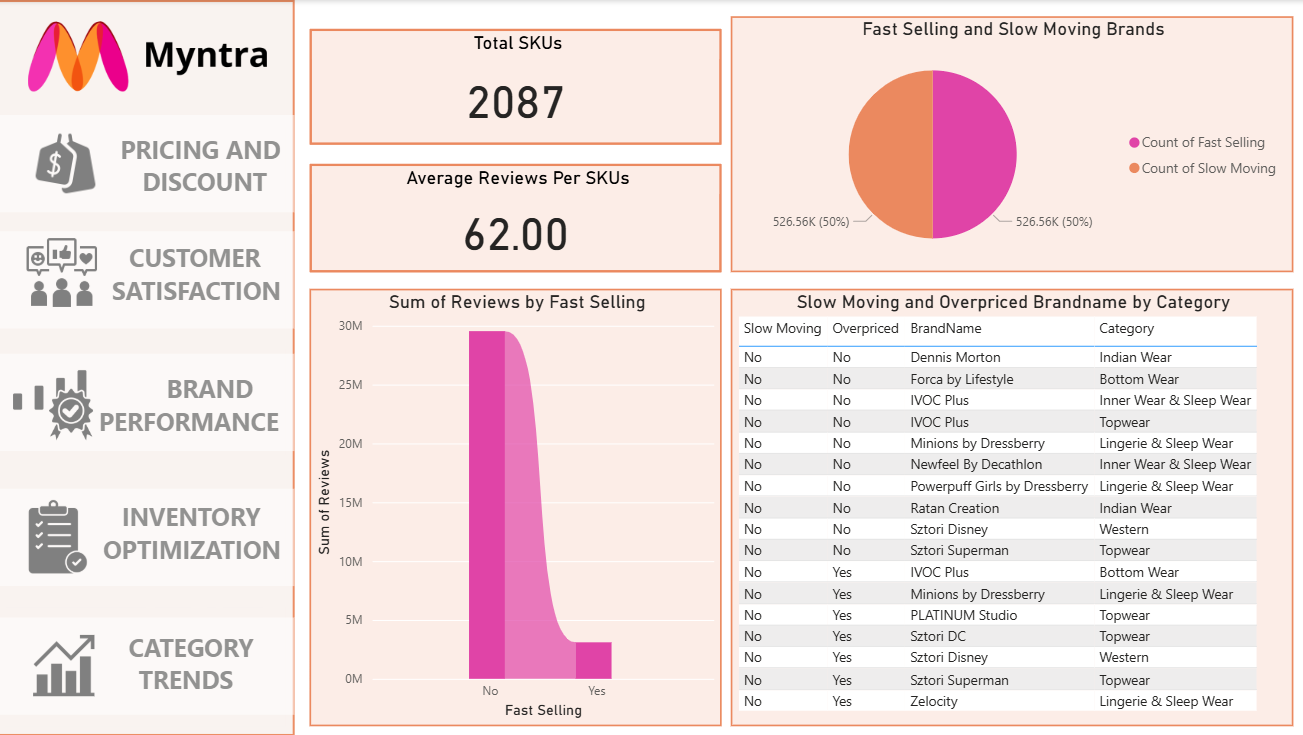 Myntra
PRICING AND
DISCOUNT
CUSTOMER
SATISFACTION
BRAND
PERFORMANCE
INVENTORY
OPTIMIZATION
CATEGORY
TRENDS
Total SKUs
2087
Average Reviews Per SKUs
62.00
Fast Selling and Slow Moving Brands
526.56K (50%)
526.56K (50%)
Count of Fast Selling
Count of Slow Moving
Sum of Reviews by Fast Selling
Sum of Reviews
30M
25M
20M
15M
10M
5M
0M
No Yes
Fast Selling
Slow Moving and Overpriced Brandname by Category
Slow Moving Overpriced BrandName Category
No No Dennis Morton Indian Wear
No No Forca by Lifestyle Bottom Wear
No No IVOC Plus Inner Wear & Sleep Wear
No No IVOC Plus Topwear
No No Minions by Dressberry Lingerie & Sleep Wear
No No Newfeel By Decathlon Inner Wear & Sleep Wear
No No Powerpuff Girls by Dressberry Lingerie & Sleep Wear
No No Ratan Creation Indian Wear
No No Sztori Disney Western
No No Sztori Superman Topwear
No Yes IVOC Plus Bottom Wear
No Yes Minions by Dressberry Lingerie & Sleep Wear
No Yes PLATINUM Studio Topwear
No Yes Sztori DC Topwear
No Yes Sztori Disney Western
No Yes Sztori Superman Topwear
No Yes Zelocity Lingerie & Sleep Wear